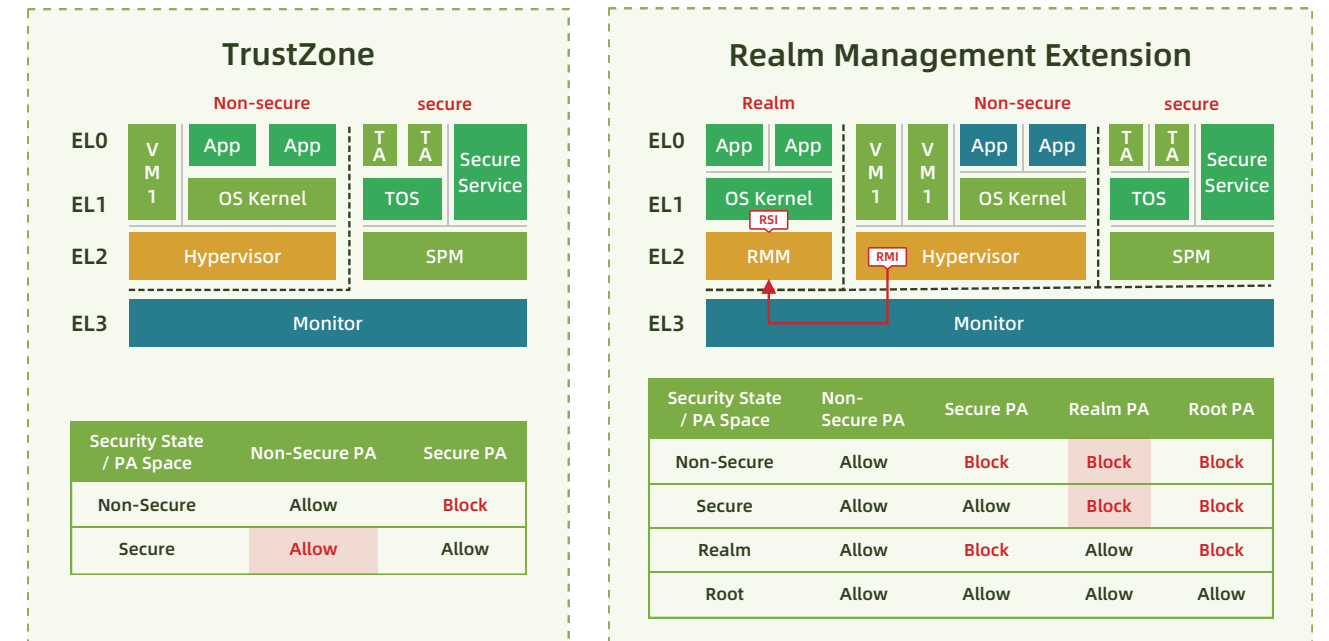 TrustZone
Non-secure
secure
EL0
V
M
1
App
App
T
A
T
A
Secure
Service
EL1
OS Kernel
TOS
EL2
Hypervisor
SPM
EL3
Monitor
Security State
/ PA Space
Non-Secure PA
Secure PA
Non-Secure
Allow
Block
Secure
Allow
Allow
Realm Management Extension
Realm
Non-secure
secure
EL0
App
App
V
M
1
V
M
1
App
App
T
A
T
A
Secure
Service
EL1
OS Kernel
OS Kernel
TOS
RSI
EL2
RMM
RMI
Hypervisor
SPM
EL3
Monitor
Security State
/ PA Space
Non-
Secure PA
Secure PA
Realm PA
Root PA
Non-Secure
Allow
Block
Block
Block
Secure
Allow
Allow
Block
Block
Realm
Allow
Block
Allow
Block
Root
Allow
Allow
Allow
Allow